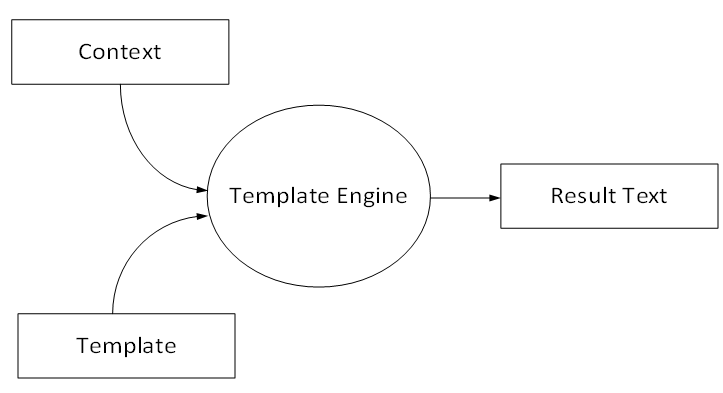 Context
Template Engine
Result Text
Template